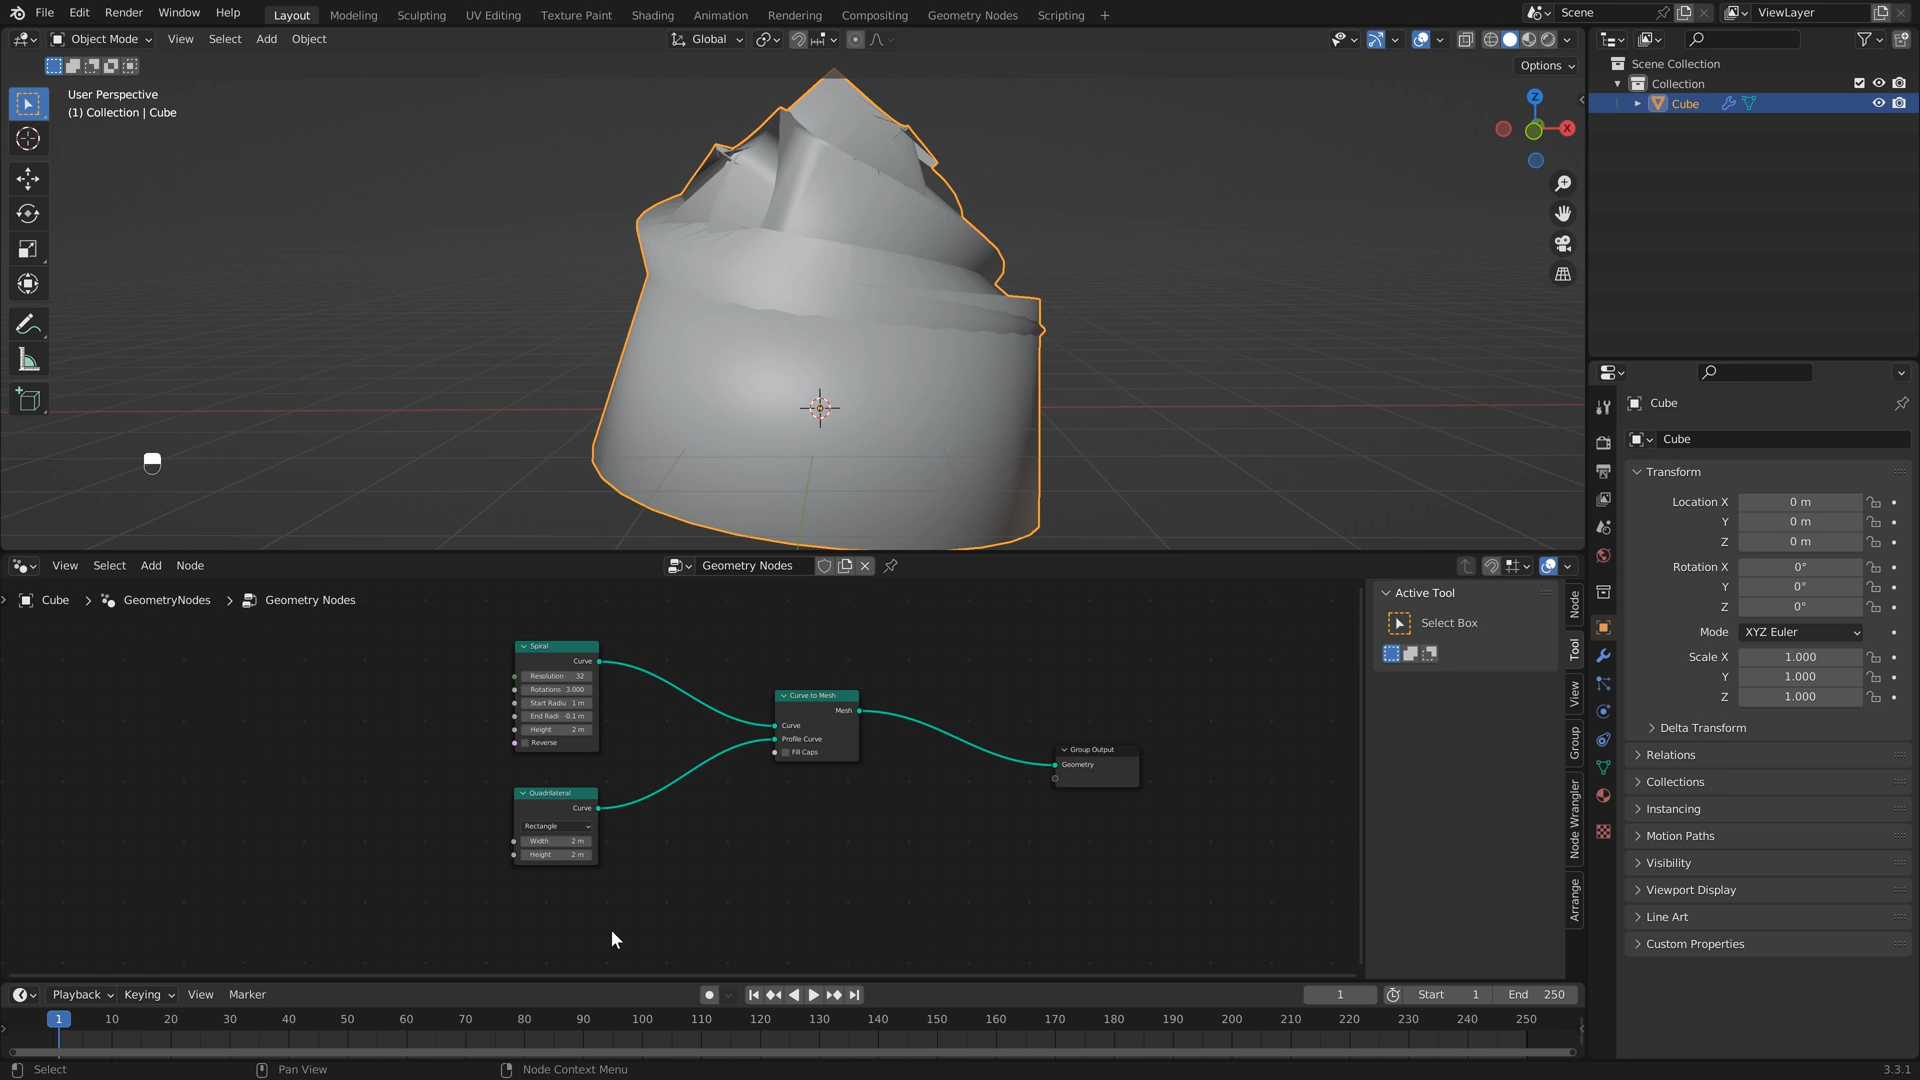 File Edit Render Window Help Layout Modeling Sculpting UV Editing Texture Paint Shading Animation Rendering Compositing Geometry Nodes Scripting + Scene ViewLayer
Object Mode View Select Add Object Global
Options
User Perspective
(1) Collection | Cube
Z
X
Scene Collection
Collection
Cube
Cube
Cube
Transform
Location X 0 m
Y 0 m
Z 0 m
Rotation X 0°
Y 0°
Z 0°
Mode XYZ Euler
Scale X 1.000
Y 1.000
Z 1.000
Delta Transform
Relations
Collections
Instancing
Motion Paths
Visibility
Viewport Display
Line Art
Custom Properties
View Select Add Node Geometry Nodes
Cube > GeometryNodes > Geometry Nodes
Spiral
Curve
Resolution 32
Rotations 3.000
Start Radiu 1 m
End Radi -0.1 m
Height 2 m
Reverse
Quadrilateral
Curve
Rectangle
Width 2 m
Height 2 m
Curve to Mesh
Mesh
Curve
Profile Curve
Fill Caps
Group Output
Geometry
Active Tool
Select Box
Node
Tool
View
Group
Node Wrangler
Arrange
Playback Keying View Marker 1 Start 1 End 250
1 10 20 30 40 50 60 70 80 90 100 110 120 130 140 150 160 170 180 190 200 210 220 230 240 250
Select Pan View Node Context Menu 3.3.1